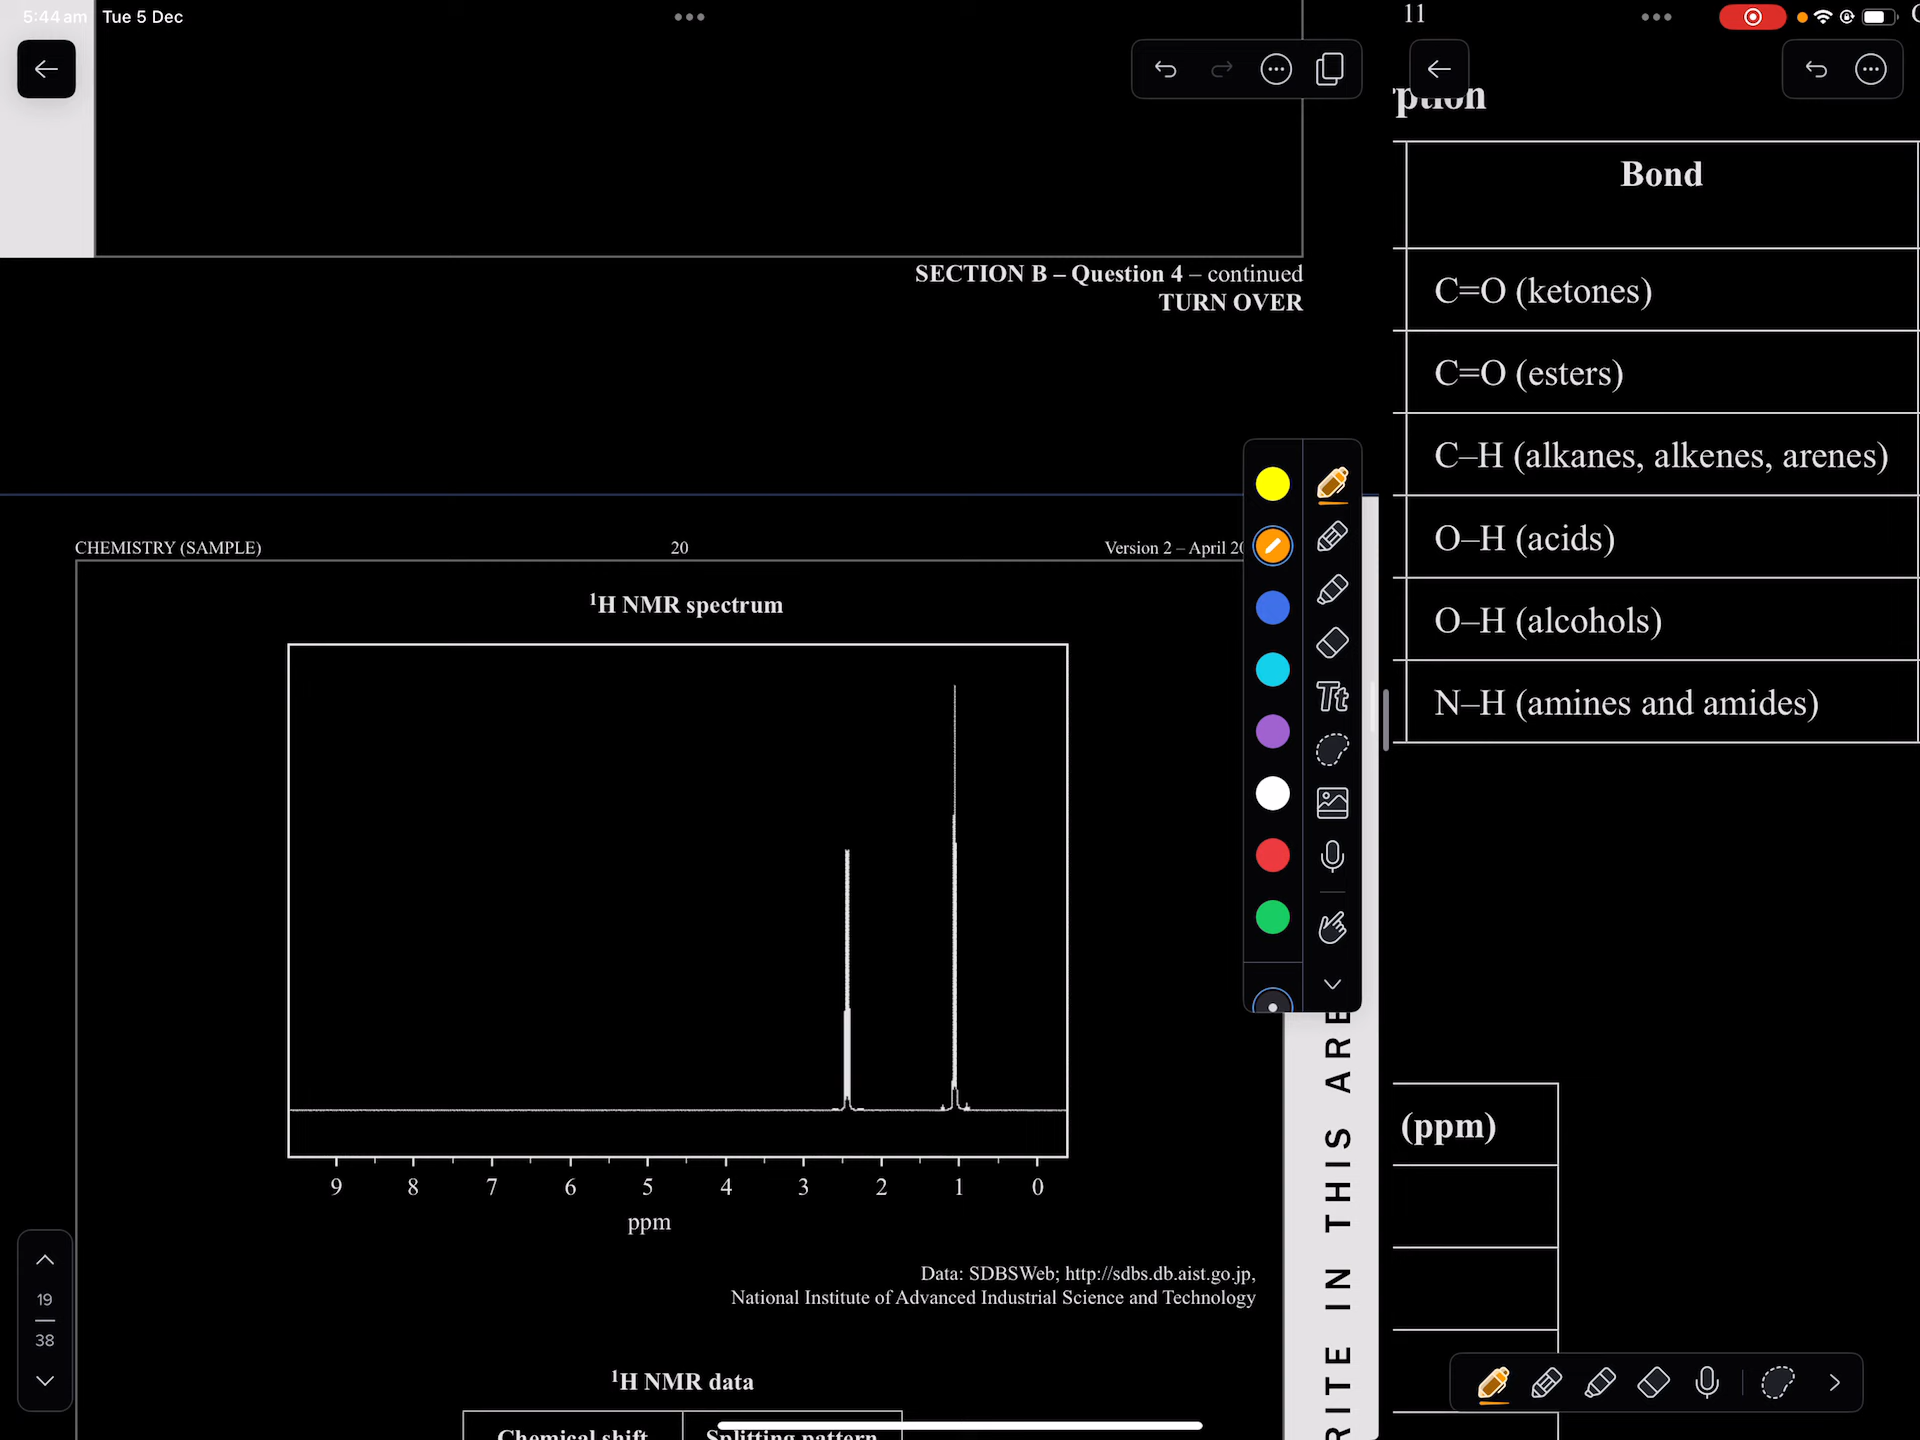 5:44 am Tue 5 Dec
SECTION B – Question 4 – continued
TURN OVER
CHEMISTRY (SAMPLE) 20 Version 2 – April 20
¹H NMR spectrum
9 8 7 6 5 4 3 2 1 0
ppm
Data: SDBSWeb; http://sdbs.db.aist.go.jp,
National Institute of Advanced Industrial Science and Technology
¹H NMR data
Chemical shift Splitting pattern
19
38
Tt
RITE IN THIS ARE
11
rption
Bond
C=O (ketones)
C=O (esters)
C–H (alkanes, alkenes, arenes)
O–H (acids)
O–H (alcohols)
N–H (amines and amides)
(ppm)